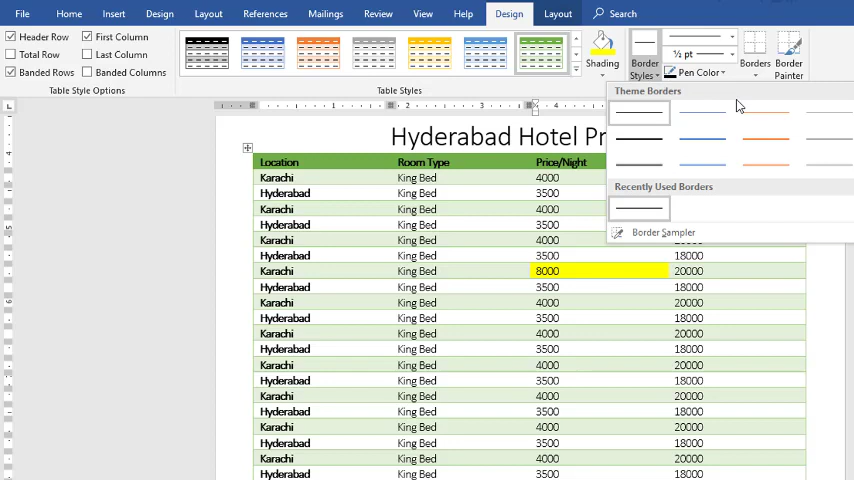 File Home Insert Design Layout References Mailings Review View Help Design Layout Search
Header Row First Column
Total Row Last Column
Banded Rows Banded Columns
Table Style Options
Table Styles
Shading
Border Styles
½ pt
Pen Color
Borders
Border Painter
Theme Borders
Recently Used Borders
Border Sampler
Hyderabad Hotel Pr
Location Room Type Price/Night
Karachi King Bed 4000
Hyderabad King Bed 3500
Karachi King Bed 4000
Hyderabad King Bed 3500
Karachi King Bed 4000 20000
Hyderabad King Bed 3500 18000
Karachi King Bed 8000 20000
Hyderabad King Bed 3500 18000
Karachi King Bed 4000 20000
Hyderabad King Bed 3500 18000
Karachi King Bed 4000 20000
Hyderabad King Bed 3500 18000
Karachi King Bed 4000 20000
Hyderabad King Bed 3500 18000
Karachi King Bed 4000 20000
Hyderabad King Bed 3500 18000
Karachi King Bed 4000 20000
Hyderabad King Bed 3500 18000
Karachi King Bed 4000 20000
Hyderabad King Bed 3500 18000